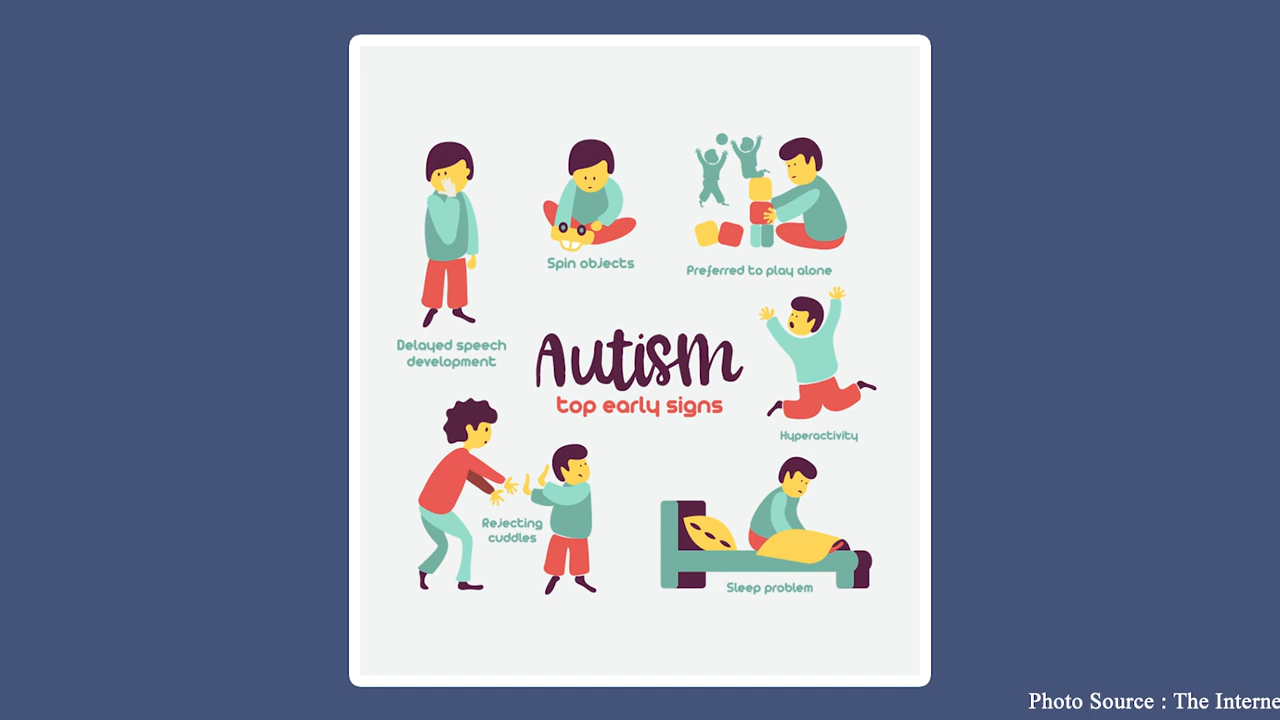 Spin objects
Preferred to play alone
Delayed speech
development
Autism
top early signs
Hyperactivity
Rejecting
cuddles
Sleep problem
Photo Source : The Interne